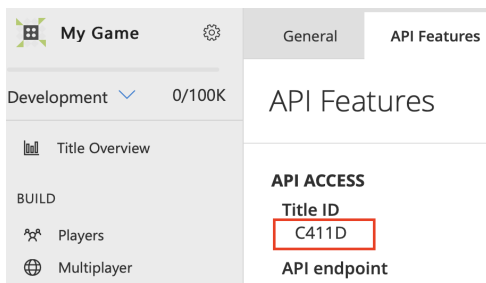 My Game
Development 0/100K
Title Overview
BUILD
Players
Multiplayer
General API Features
API Features
API ACCESS
Title ID
C411D
API endpoint